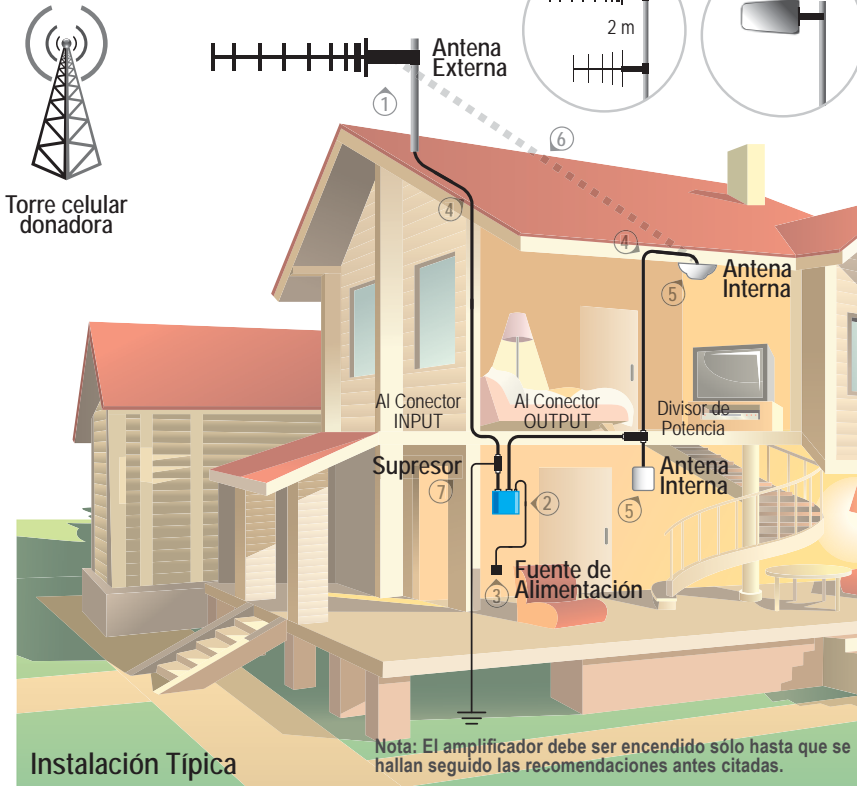 2 m
Antena
Externa
1
6
Torre celular
donadora
4
4
Antena
Interna
5
Al Conector
INPUT
Al Conector
OUTPUT
Divisor de
Potencia
Supresor
7
2
Antena
Interna
5
3
Fuente de
Alimentación
Instalación Típica
Nota: El amplificador debe ser encendido sólo hasta que se
hallan seguido las recomendaciones antes citadas.